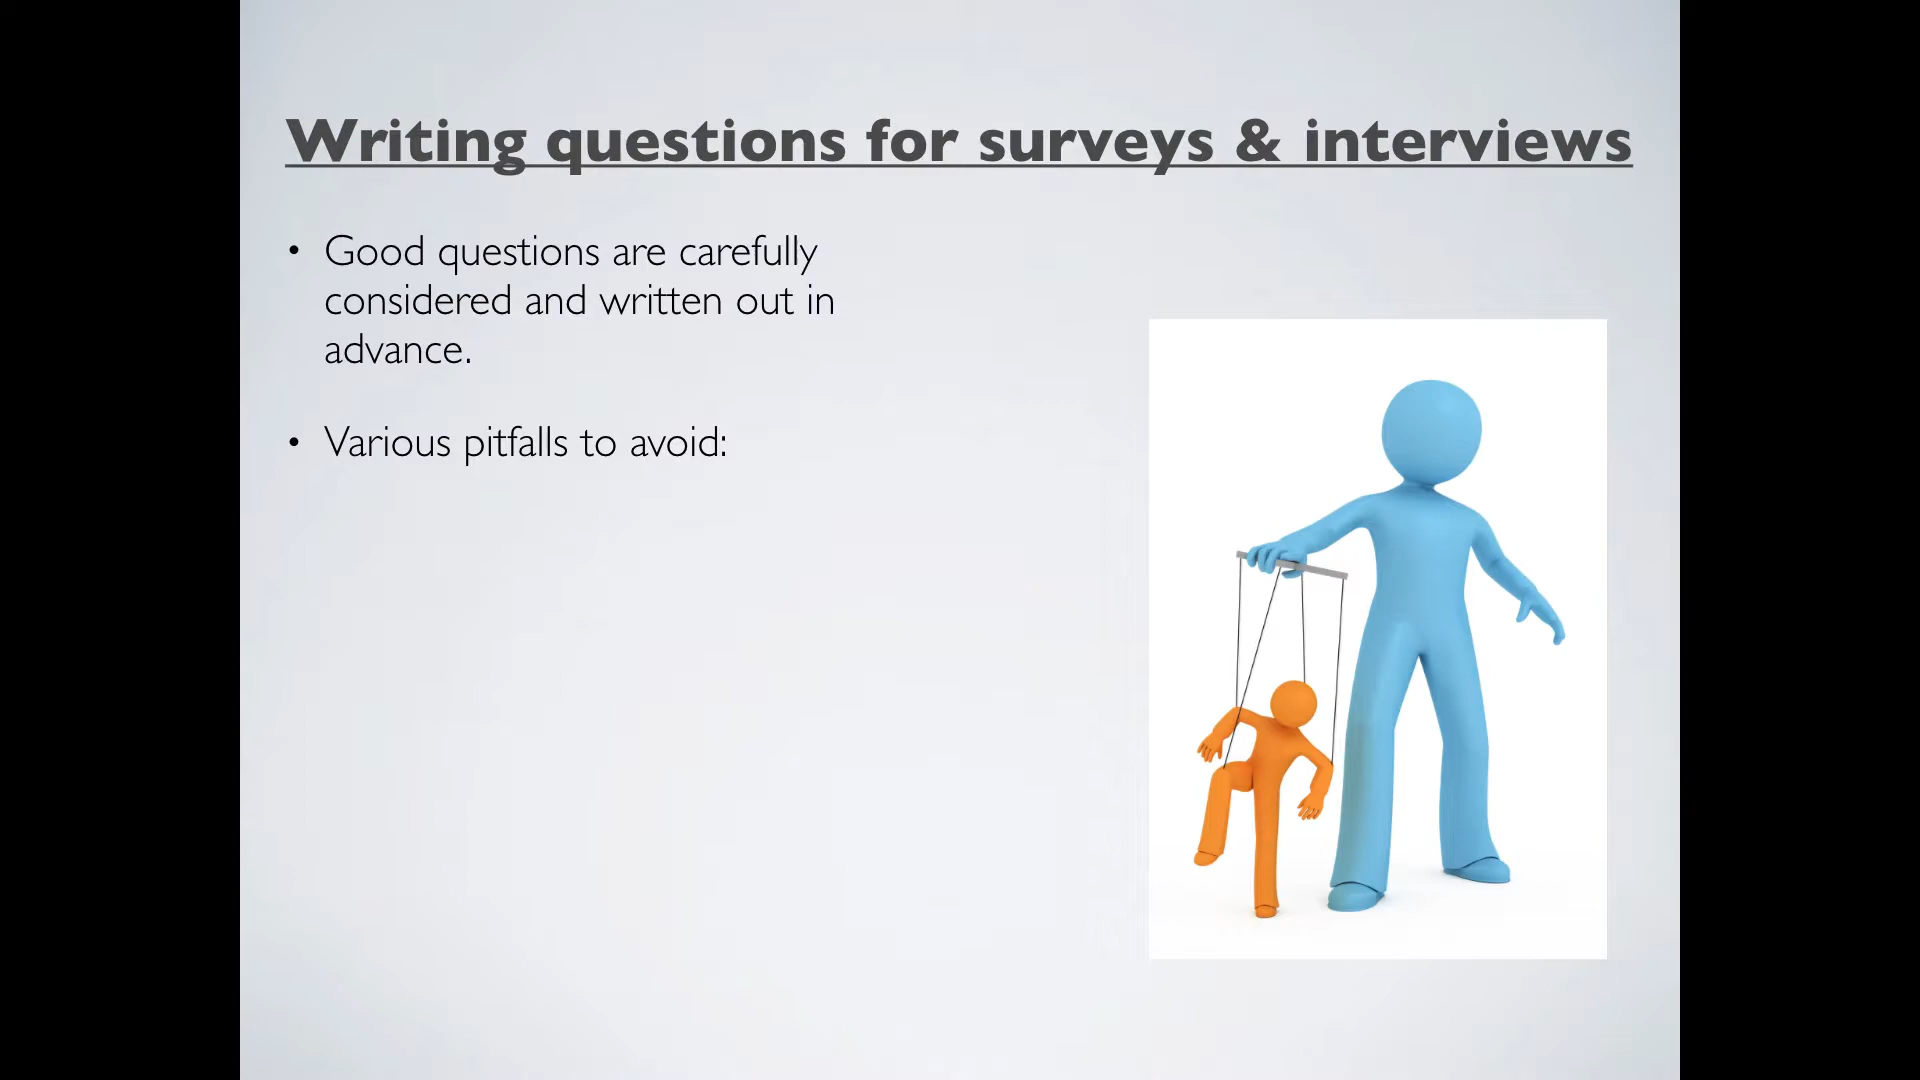 Writing questions for surveys & interviews
• Good questions are carefully
considered and written out in
advance.
• Various pitfalls to avoid: